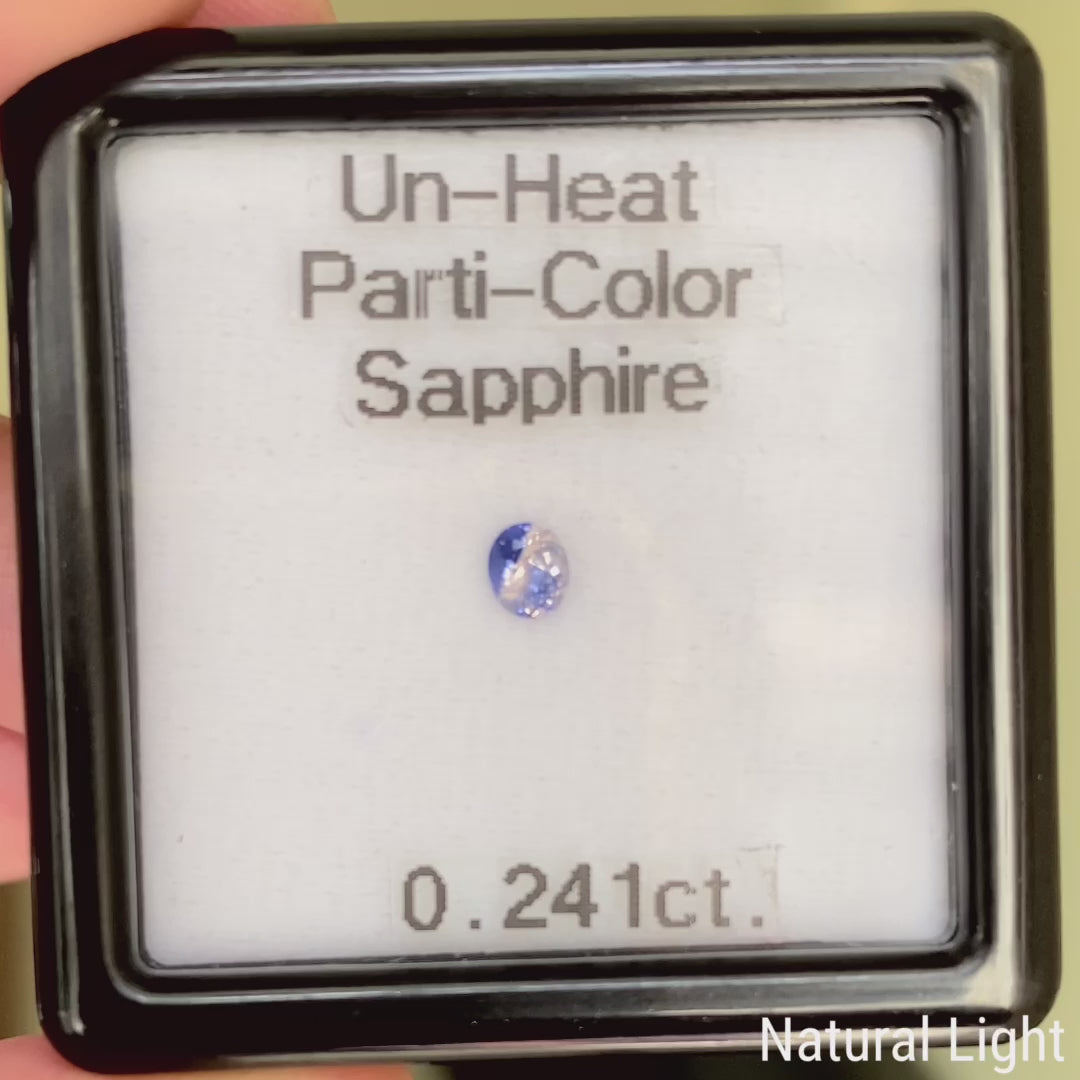 Un-Heat
Parti-Color
Sapphire
0.241ct.
Natural Light